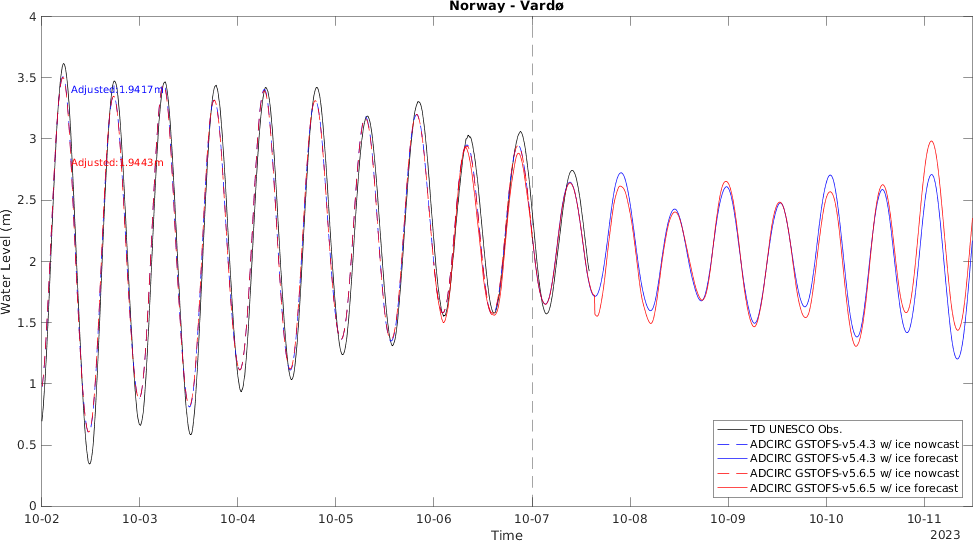 Norway - Vardø
4
3.5
3
2.5
2
1.5
1
0.5
0
Water Level (m)
Adjusted:1.9417m
Adjusted:1.9443m
TD UNESCO Obs.
ADCIRC GSTOFS-v5.4.3 w/ ice nowcast
ADCIRC GSTOFS-v5.4.3 w/ ice forecast
ADCIRC GSTOFS-v5.6.5 w/ ice nowcast
ADCIRC GSTOFS-v5.6.5 w/ ice forecast
10-02 10-03 10-04 10-05 10-06 10-07 10-08 10-09 10-10 10-11
Time
2023